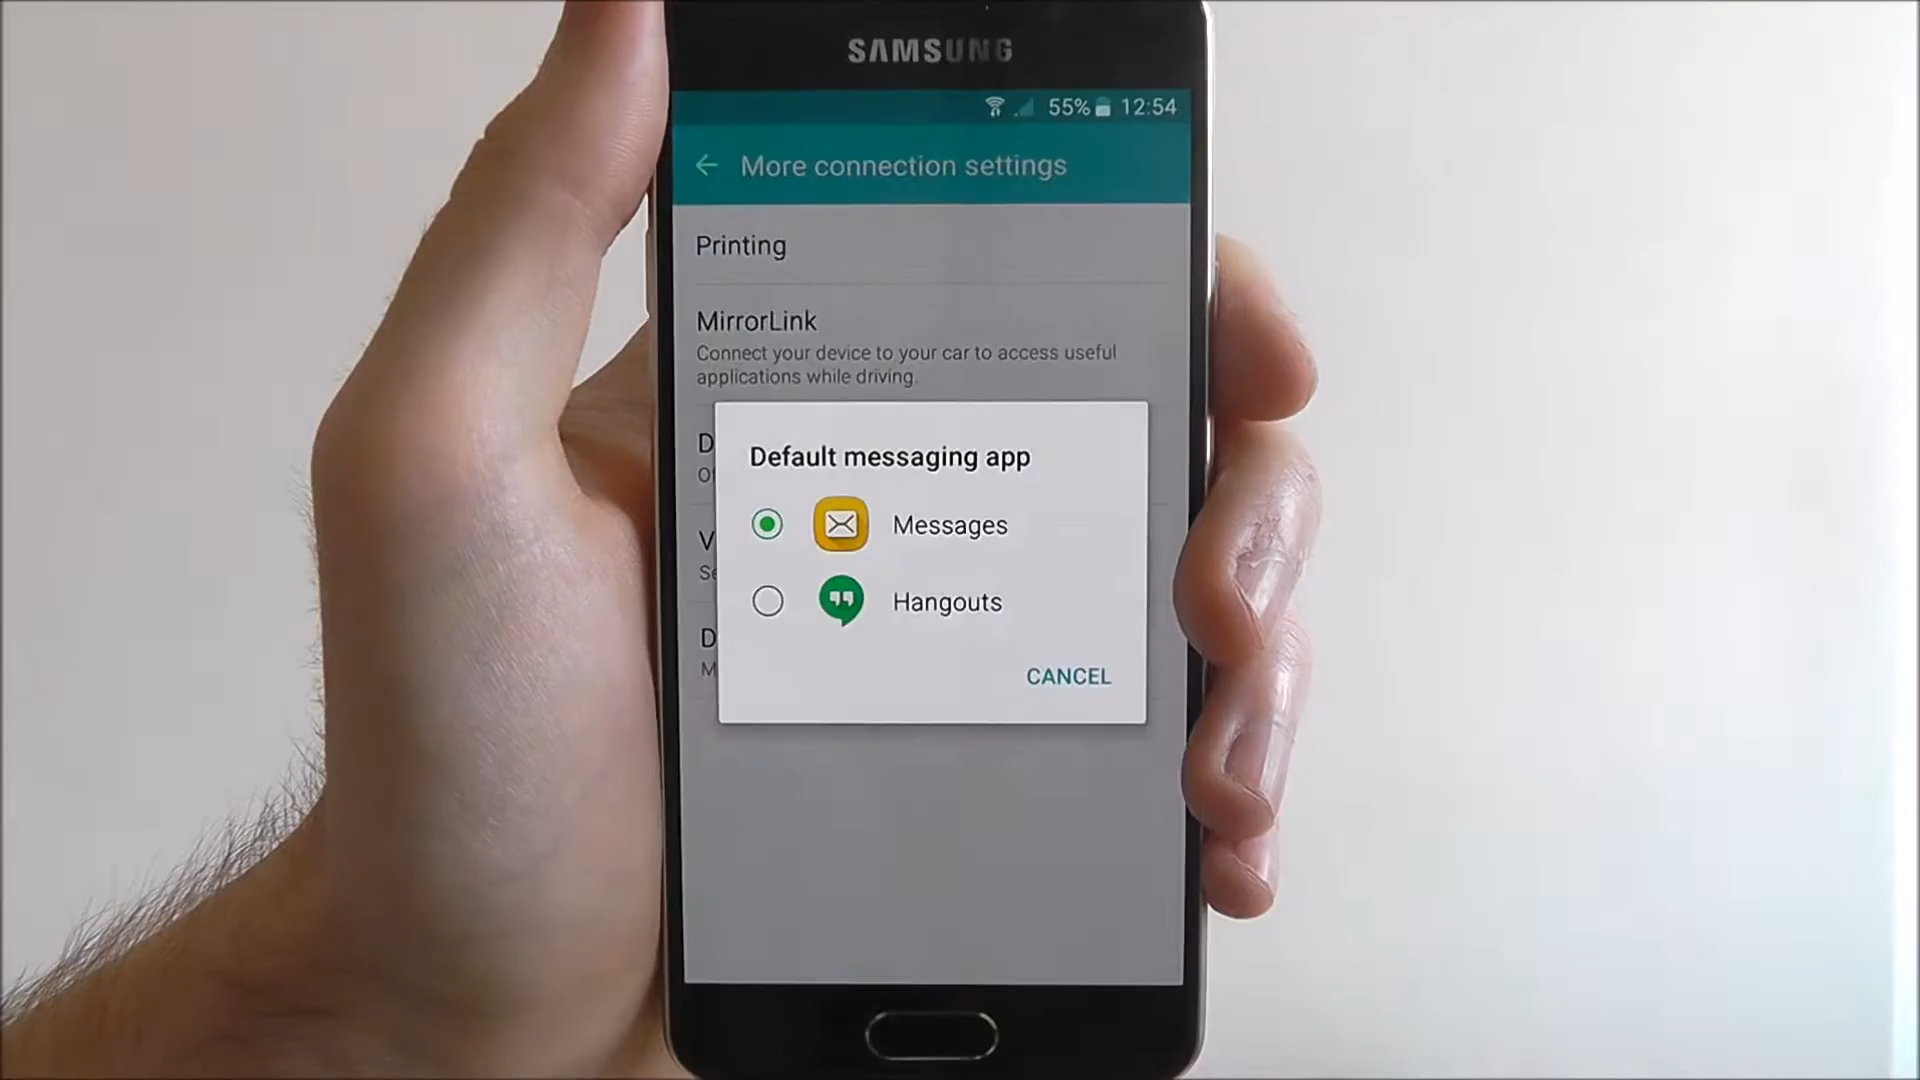 SAMSUNG
55% 12:54
More connection settings
Printing
MirrorLink
Connect your device to your car to access useful
applications while driving.
Default messaging app
Messages
Hangouts
CANCEL